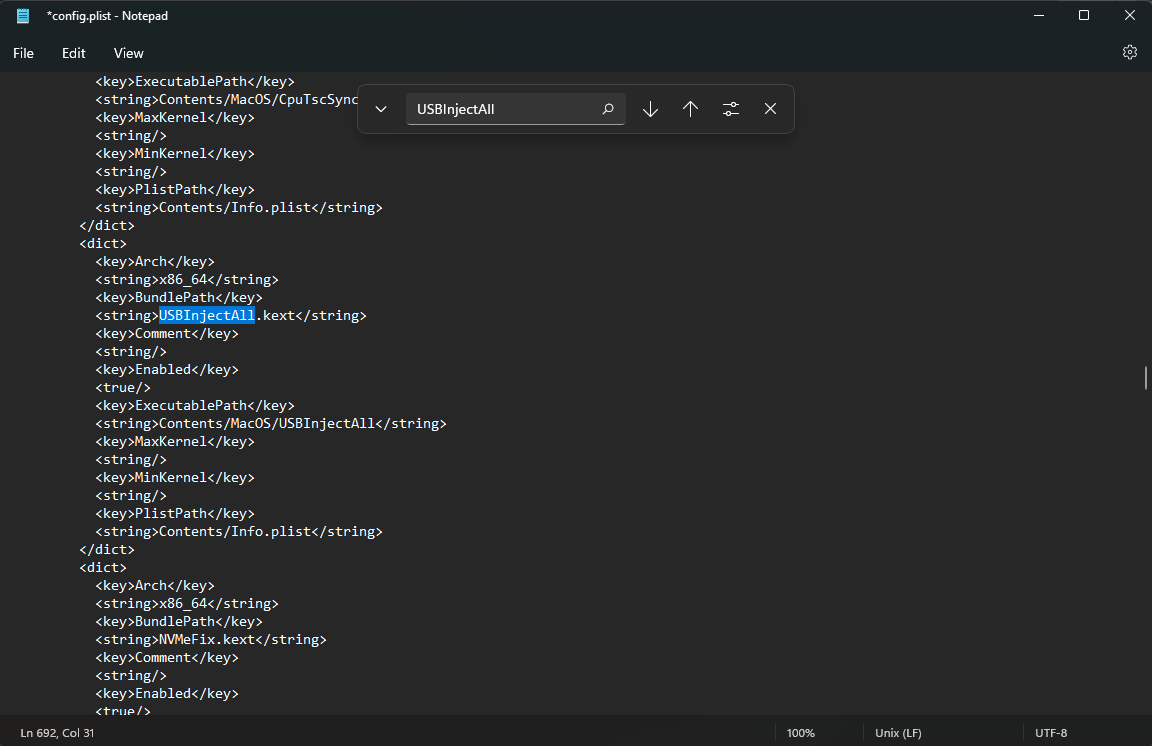 *config.plist - Notepad
File Edit View
<key>ExecutablePath</key>
<string>Contents/MacOS/CpuTscSync
USBInjectAll
<key>MaxKernel</key>
<string/>
<key>MinKernel</key>
<string/>
<key>PlistPath</key>
<string>Contents/Info.plist</string>
</dict>
<dict>
<key>Arch</key>
<string>x86_64</string>
<key>BundlePath</key>
<string>USBInjectAll.kext</string>
<key>Comment</key>
<string/>
<key>Enabled</key>
<true/>
<key>ExecutablePath</key>
<string>Contents/MacOS/USBInjectAll</string>
<key>MaxKernel</key>
<string/>
<key>MinKernel</key>
<string/>
<key>PlistPath</key>
<string>Contents/Info.plist</string>
</dict>
<dict>
<key>Arch</key>
<string>x86_64</string>
<key>BundlePath</key>
<string>NVMeFix.kext</string>
<key>Comment</key>
<string/>
<key>Enabled</key>
<true/>
Ln 692, Col 31 100% Unix (LF) UTF-8